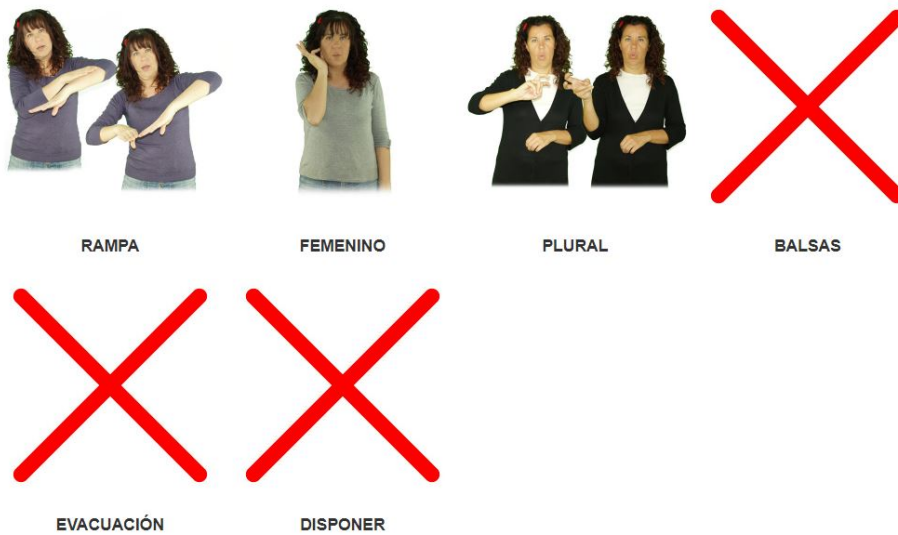 RAMPA FEMENINO PLURAL BALSAS
EVACUACIÓN DISPONER